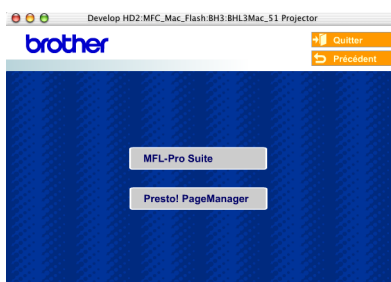 Develop HD2:MFC_Mac_Flash:BH3:BHL3Mac_51 Projector
brother
Quitter
Précédent
MFL-Pro Suite
Presto! PageManager